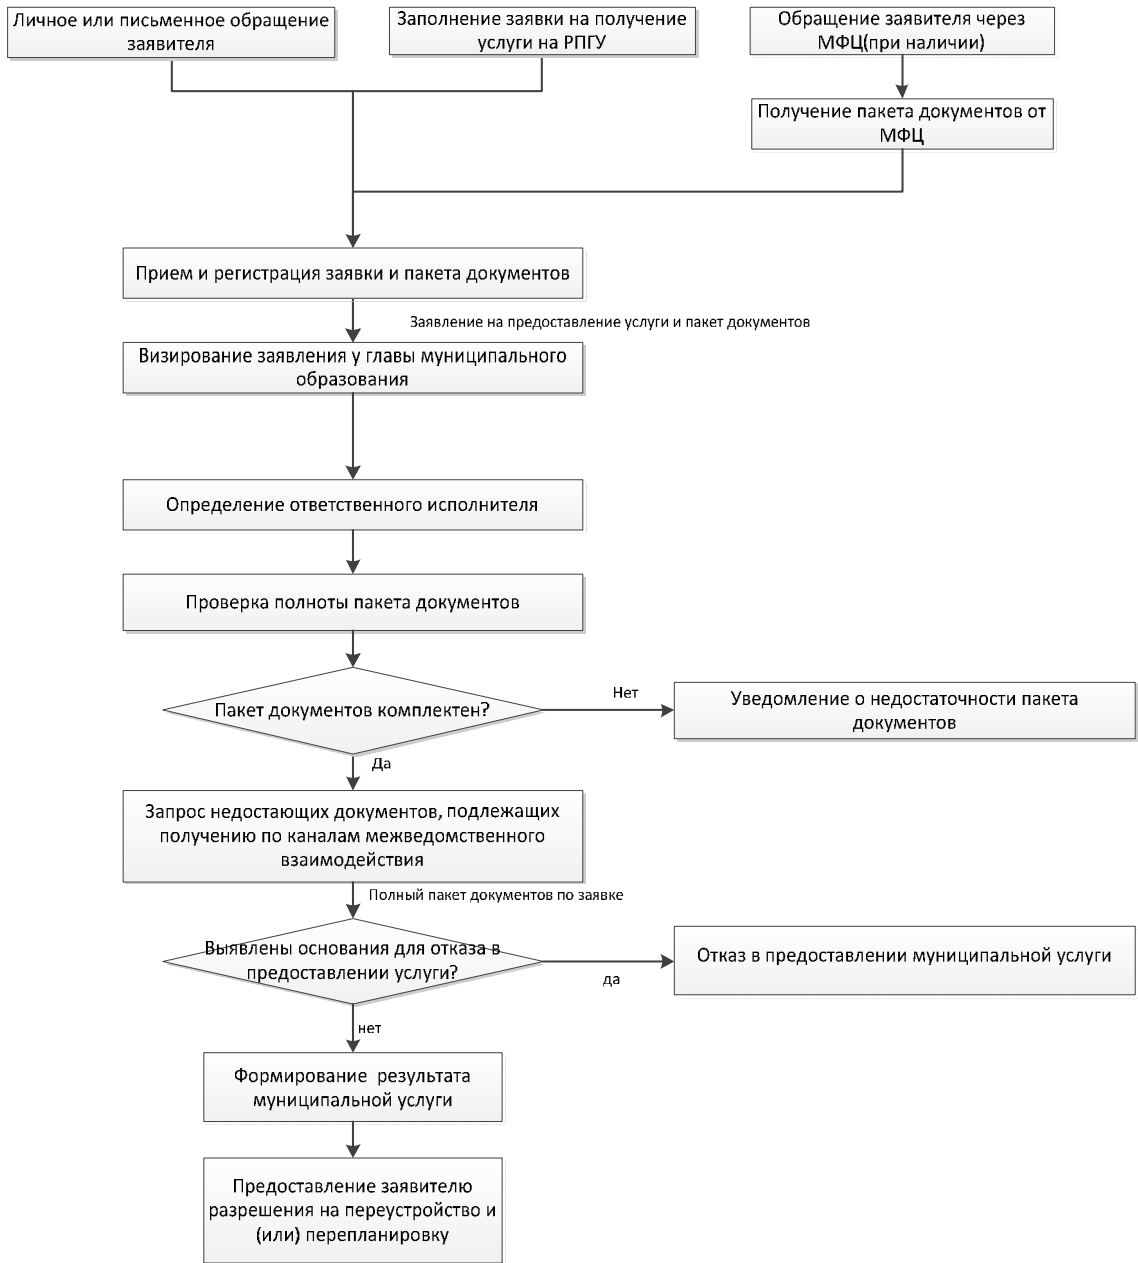 Личное или письменное обращение
заявителя
Заполнение заявки на получение
услуги на РПГУ
Обращение заявителя через
МФЦ(при наличии)
Получение пакета документов от
МФЦ
Прием и регистрация заявки и пакета документов
Заявление на предоставление услуги и пакет документов
Визирование заявления у главы муниципального
образования
Определение ответственного исполнителя
Проверка полноты пакета документов
Пакет документов комплектен?
Нет
Уведомление о недостаточности пакета
документов
Да
Запрос недостающих документов, подлежащих
получению по каналам межведомственного
взаимодействия
Полный пакет документов по заявке
Выявлены основания для отказа в
предоставлении услуги?
да
Отказ в предоставлении муниципальной услуги
нет
Формирование результата
муниципальной услуги
Предоставление заявителю
разрешения на переустройство и
(или) перепланировку